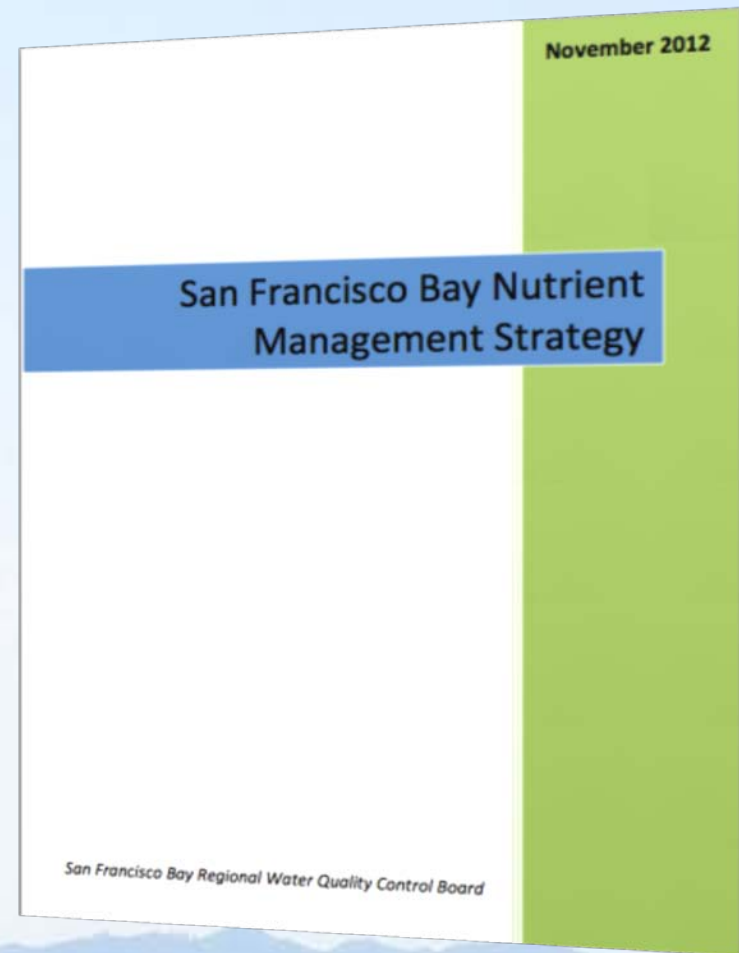 November 2012
San Francisco Bay Nutrient
Management Strategy
San Francisco Bay Regional Water Quality Control Board